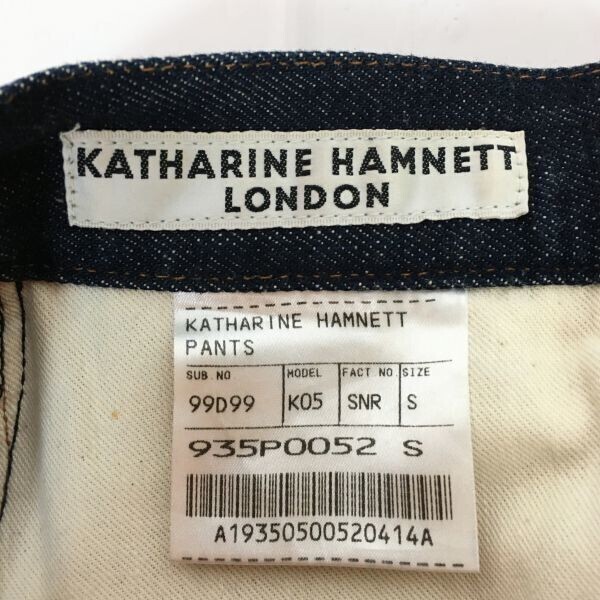 KATHARINE HAMNETT
LONDON
KATHARINE HAMNETT
PANTS
SUB.NO MODEL FACT NO. SIZE
99D99 K05 SNR S
935P0052 S
A19350500520414A